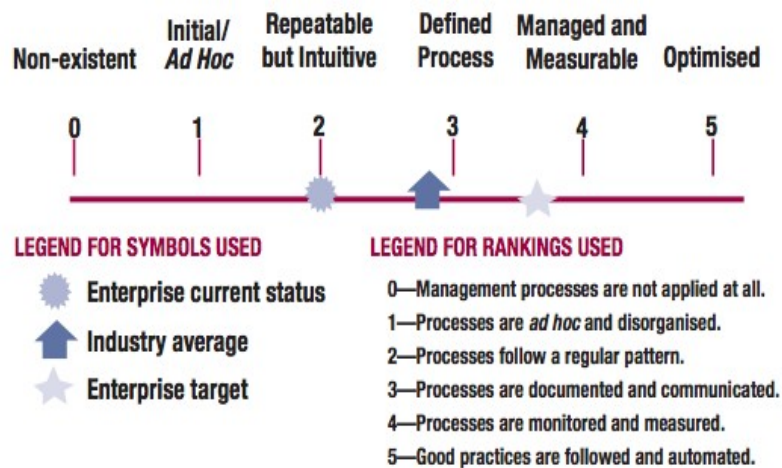 Non-existent
Initial/
Ad Hoc
Repeatable
but Intuitive
Defined
Process
Managed and
Measurable
Optimised
0 1 2 3 4 5
LEGEND FOR SYMBOLS USED
Enterprise current status
Industry average
Enterprise target
LEGEND FOR RANKINGS USED
0—Management processes are not applied at all.
1—Processes are ad hoc and disorganised.
2—Processes follow a regular pattern.
3—Processes are documented and communicated.
4—Processes are monitored and measured.
5—Good practices are followed and automated.